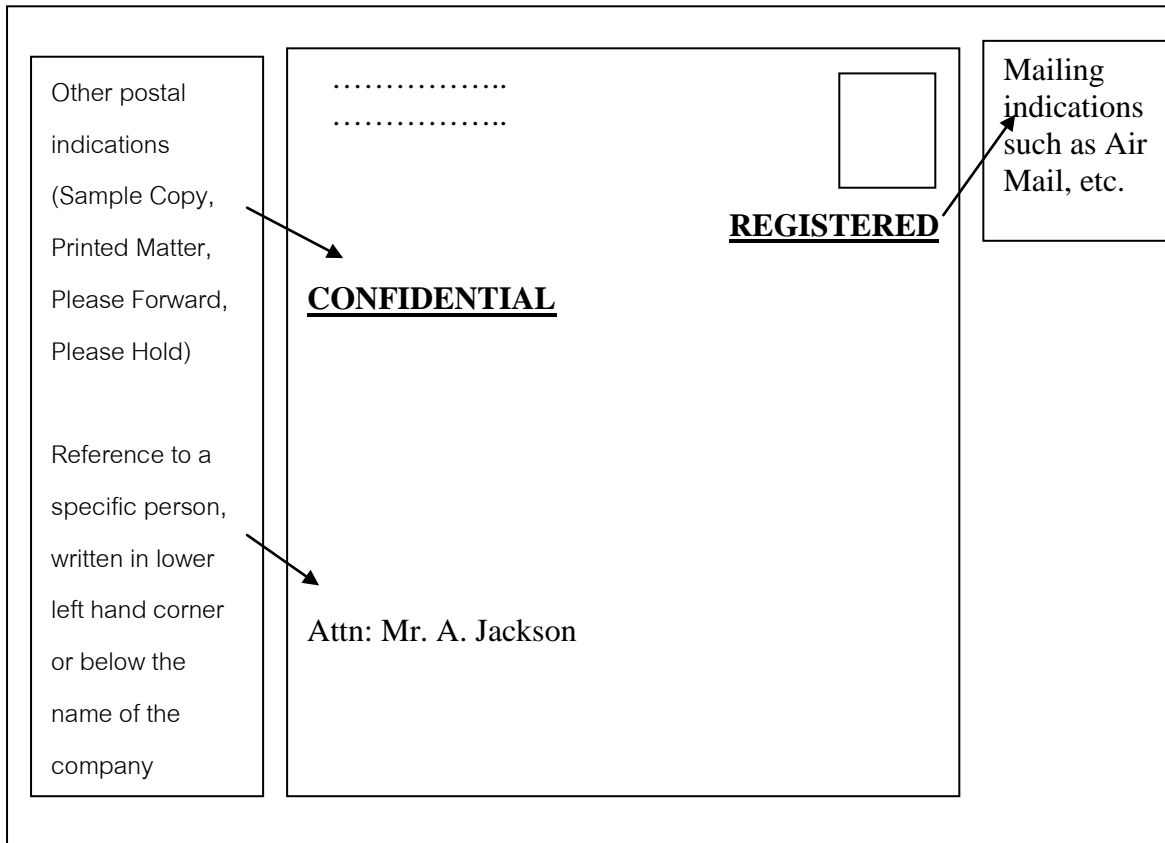 Other postal
indications
(Sample Copy,
Printed Matter,
Please Forward,
Please Hold)
Reference to a
specific person,
written in lower
left hand corner
or below the
name of the
company
……………..
……………..
REGISTERED
CONFIDENTIAL
Attn: Mr. A. Jackson
Mailing
indications
such as Air
Mail, etc.